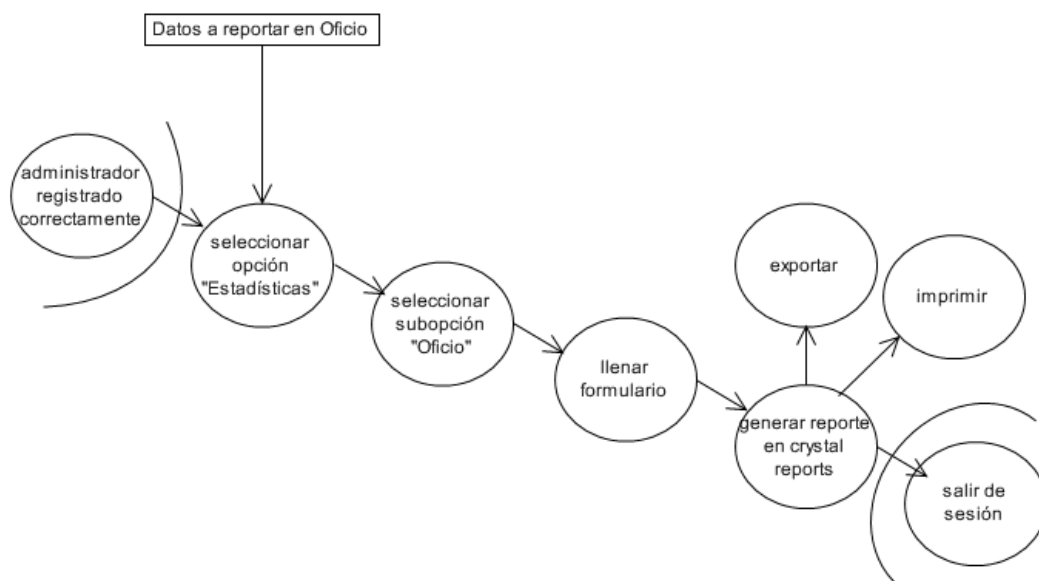 Datos a reportar en Oficio
administrador
registrado
correctamente
seleccionar
opción
"Estadísticas"
seleccionar
subopción
"Oficio"
llenar
formulario
generar reporte
en crystal
reports
exportar
imprimir
salir de
sesión